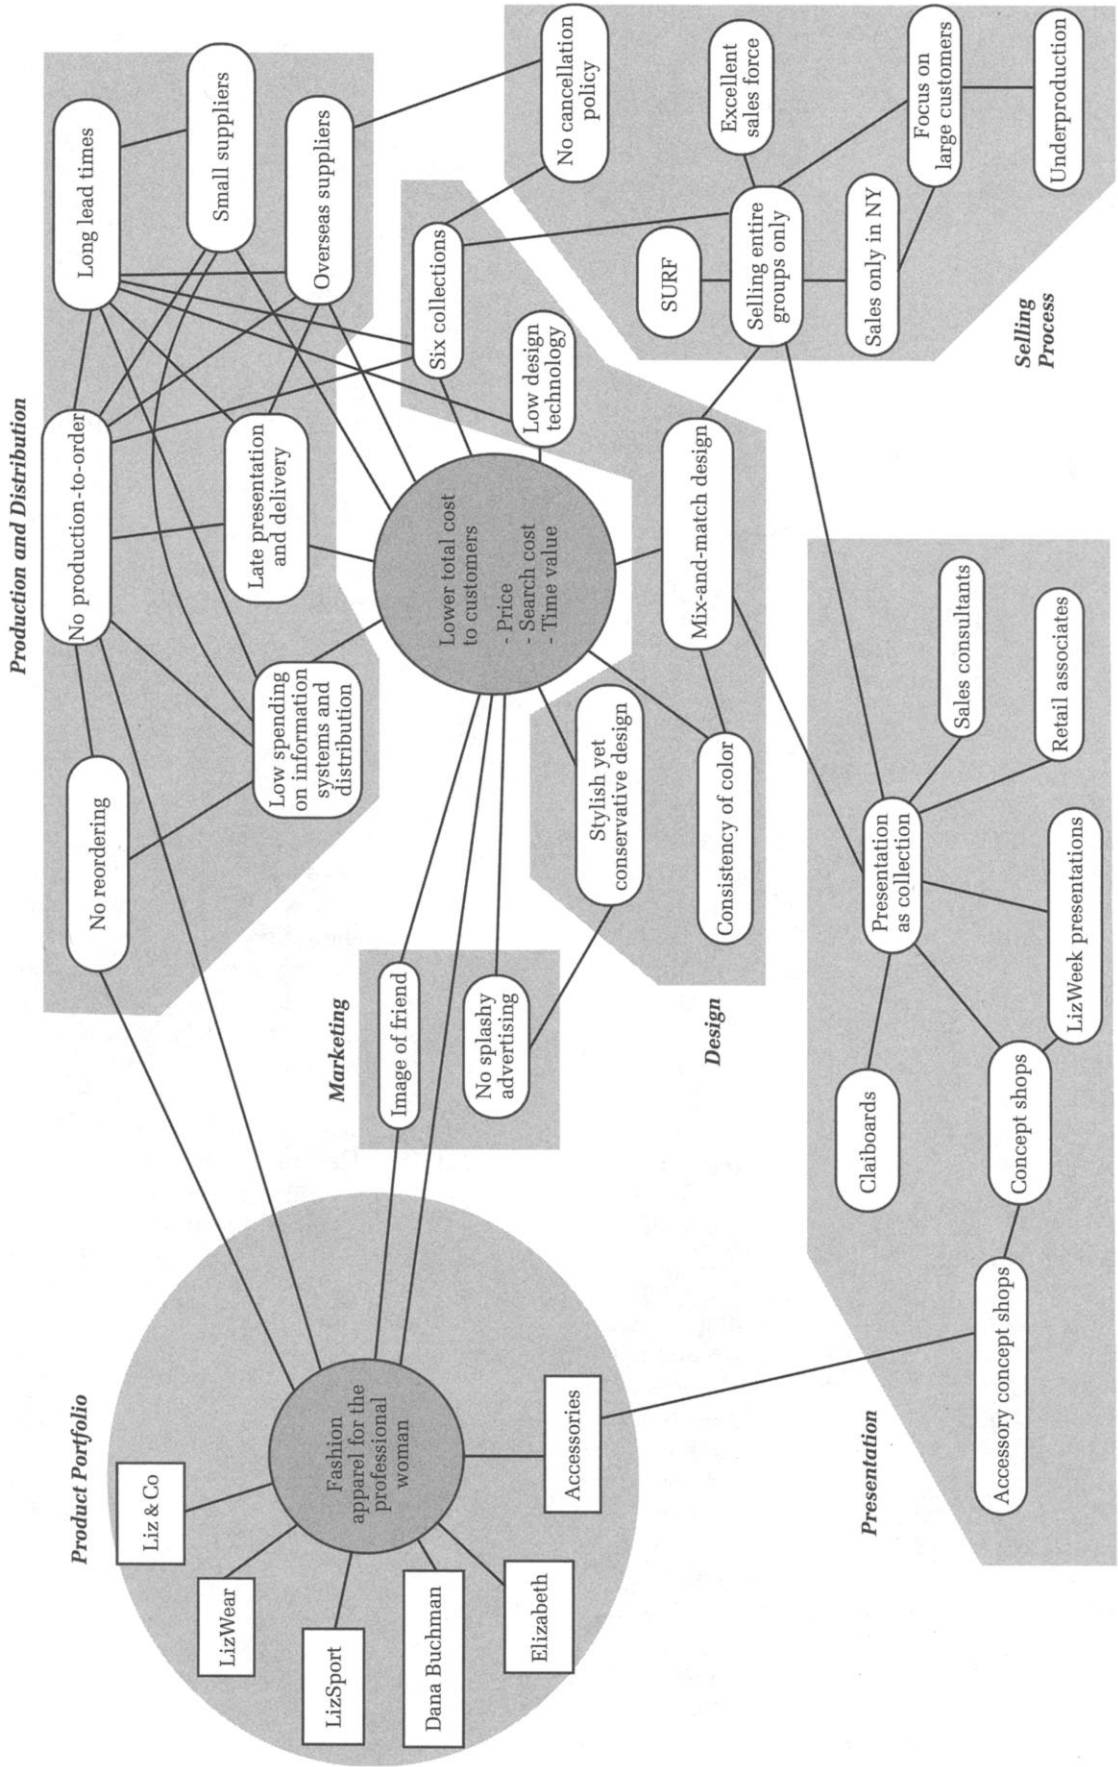 Product Portfolio
Liz & Co
LizWear
LizSport
Dana Buchman
Elizabeth
Accessories
Fashion
apparel for the
professional
woman
Production and Distribution
No reordering
No production-to-order
Long lead times
Small suppliers
Overseas suppliers
Late presentation
and delivery
Low spending
on information
systems and
distribution
Marketing
Image of friend
No splashy
advertising
Lower total cost
to customers
- Price
- Search cost
- Time value
Six collections
Low design
technology
Stylish yet
conservative design
Mix-and-match design
Consistency of color
Design
No cancellation
policy
SURF
Excellent
sales force
Selling entire
groups only
Sales only in NY
Focus on
large customers
Underproduction
Selling
Process
Presentation
Claiboards
Presentation
as collection
Sales consultants
Retail associates
LizWeek presentations
Concept shops
Accessory concept shops